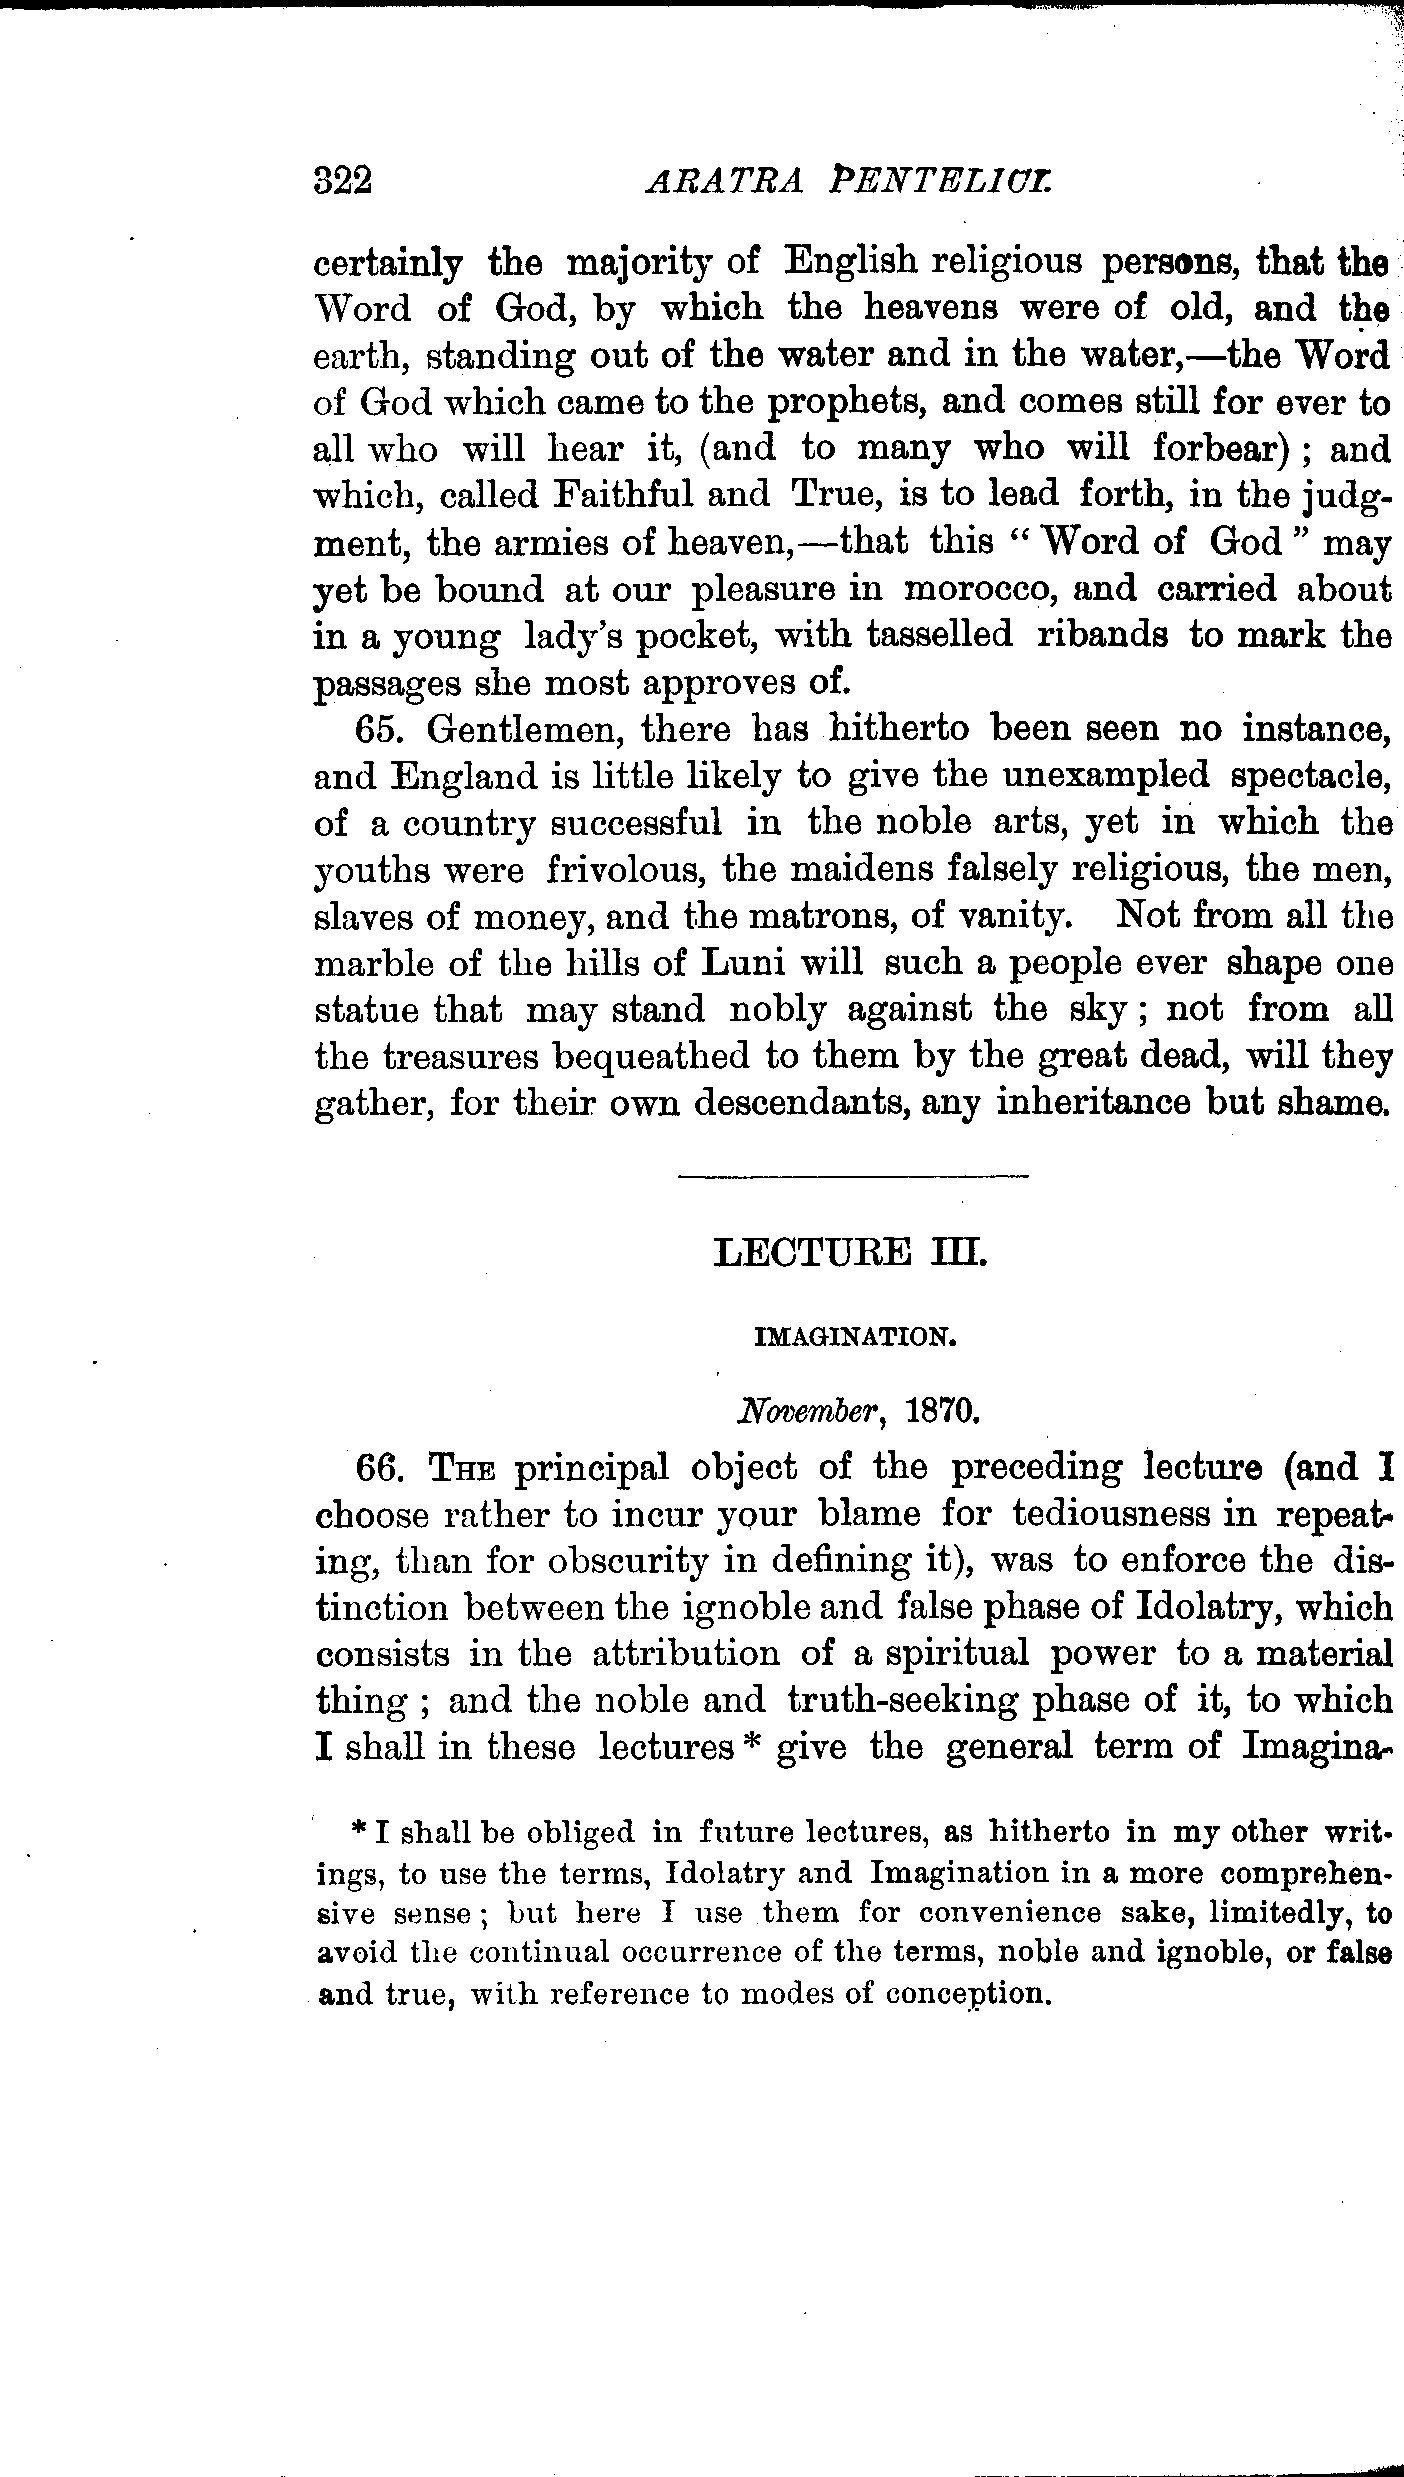 322 ARATRA PENTELICI.
certainly the majority of English religious persons, that the
Word of God, by which the heavens were of old, and the
earth, standing out of the water and in the water,—the Word
of God which came to the prophets, and comes still for ever to
all who will hear it, (and to many who will forbear) ; and
which, called Faithful and True, is to lead forth, in the judg-
ment, the armies of heaven,—that this “ Word of God ” may
yet be bound at our pleasure in morocco, and carried about
in a young lady’s pocket, with tasselled ribands to mark the
passages she most approves of.
65. Gentlemen, there has hitherto been seen no instance,
and England is little likely to give the unexampled spectacle,
of a country successful in the noble arts, yet in which the
youths were frivolous, the maidens falsely religious, the men,
slaves of money, and the matrons, of vanity. Not from all the
marble of the hills of Luni will such a people ever shape one
statue that may stand nobly against the sky ; not from all
the treasures bequeathed to them by the great dead, will they
gather, for their own descendants, any inheritance but shame.
LECTURE III.
IMAGINATION.
November, 1870.
66. THE principal object of the preceding lecture (and I
choose rather to incur your blame for tediousness in repeat-
ing, than for obscurity in defining it), was to enforce the dis-
tinction between the ignoble and false phase of Idolatry, which
consists in the attribution of a spiritual power to a material
thing ; and the noble and truth-seeking phase of it, to which
I shall in these lectures * give the general term of Imagina-
* I shall be obliged in future lectures, as hitherto in my other writ-
ings, to use the terms, Idolatry and Imagination in a more comprehen-
sive sense ; but here I use them for convenience sake, limitedly, to
avoid the continual occurrence of the terms, noble and ignoble, or false
and true, with reference to modes of conception.